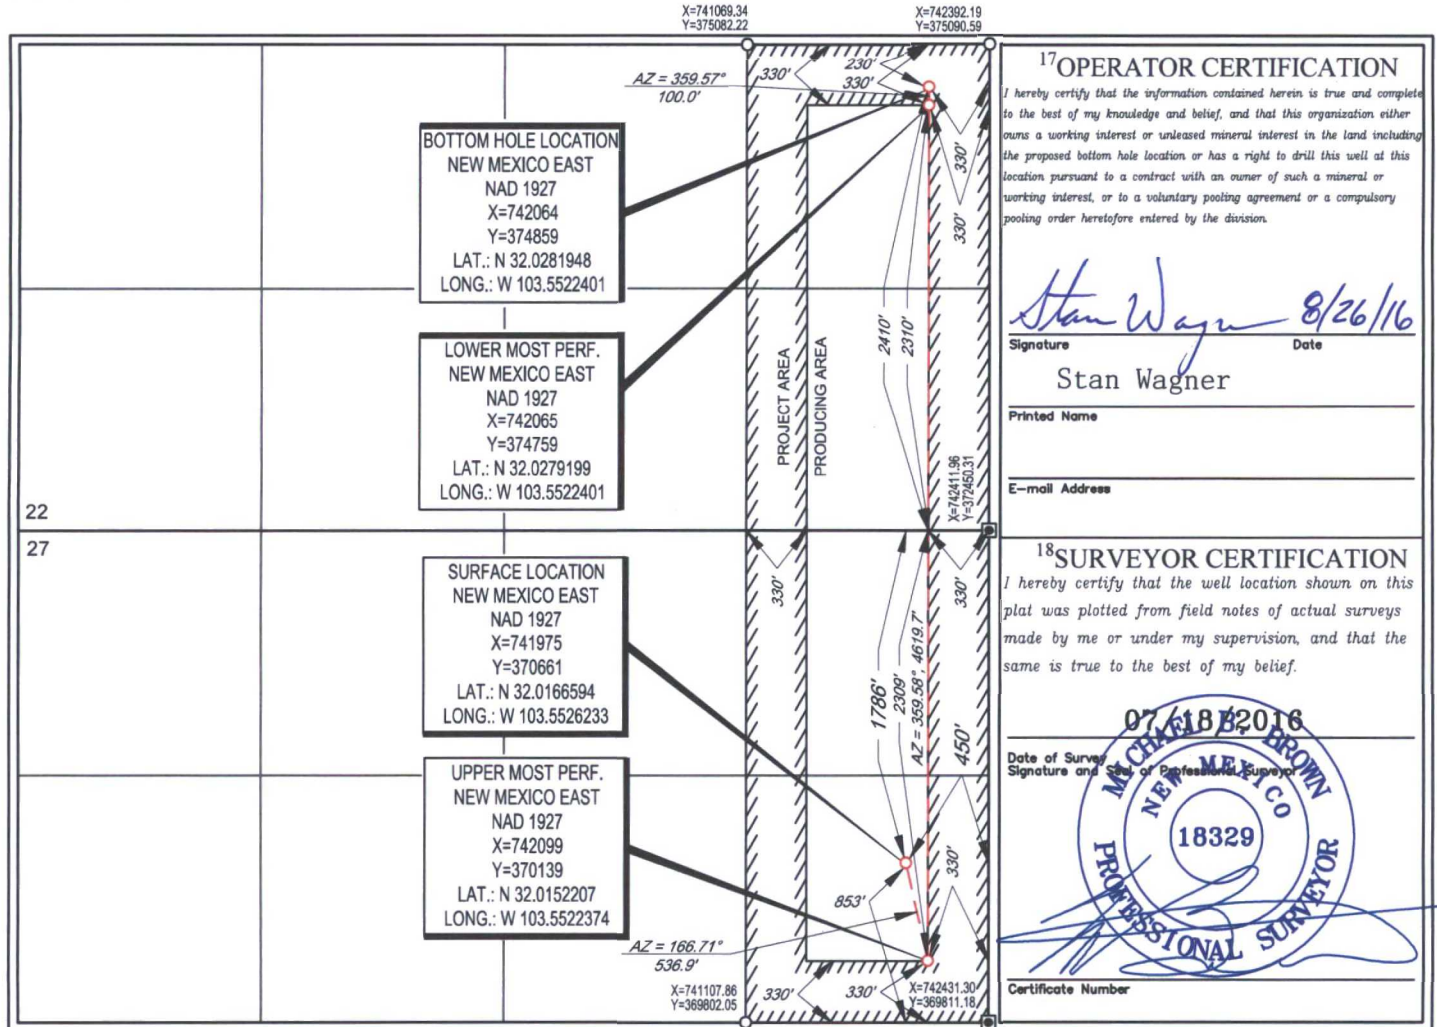 X=741069.34
Y=375082.22
X=742392.19
Y=375090.59
AZ = 359.57°
100.0'
330'
230'
330'
330'
330'
BOTTOM HOLE LOCATION
NEW MEXICO EAST
NAD 1927
X=742064
Y=374859
LAT.: N 32.0281948
LONG.: W 103.5522401
LOWER MOST PERF.
NEW MEXICO EAST
NAD 1927
X=742065
Y=374759
LAT.: N 32.0279199
LONG.: W 103.5522401
2410'
2310'
PROJECT AREA
PRODUCING AREA
X=742411.96
Y=372450.31
22
27
330'
330'
SURFACE LOCATION
NEW MEXICO EAST
NAD 1927
X=741975
Y=370661
LAT.: N 32.0166594
LONG.: W 103.5526233
1786'
2309'
AZ = 359.58°, 4619.7'
450'
UPPER MOST PERF.
NEW MEXICO EAST
NAD 1927
X=742099
Y=370139
LAT.: N 32.0152207
LONG.: W 103.5522374
853'
330'
AZ = 166.71°
536.9'
X=741107.86
Y=369802.05
330'
330'
X=742431.30
Y=369811.18
17 OPERATOR CERTIFICATION
I hereby certify that the information contained herein is true and complete
to the best of my knowledge and belief, and that this organization either
owns a working interest or unleased mineral interest in the land including
the proposed bottom hole location or has a right to drill this well at this
location pursuant to a contract with an owner of such a mineral or
working interest, or to a voluntary pooling agreement or a compulsory
pooling order heretofore entered by the division.
Stan Wagner 8/26/16
Signature Date
Stan Wagner
Printed Name
E-mail Address
18 SURVEYOR CERTIFICATION
I hereby certify that the well location shown on this
plat was plotted from field notes of actual surveys
made by me or under my supervision, and that the
same is true to the best of my belief.
07/18/2016
Date of Survey
Signature and Seal of Professional Surveyor
MICHAEL B. BROWN
NEW MEXICO
18329
PROFESSIONAL SURVEYOR
Certificate Number